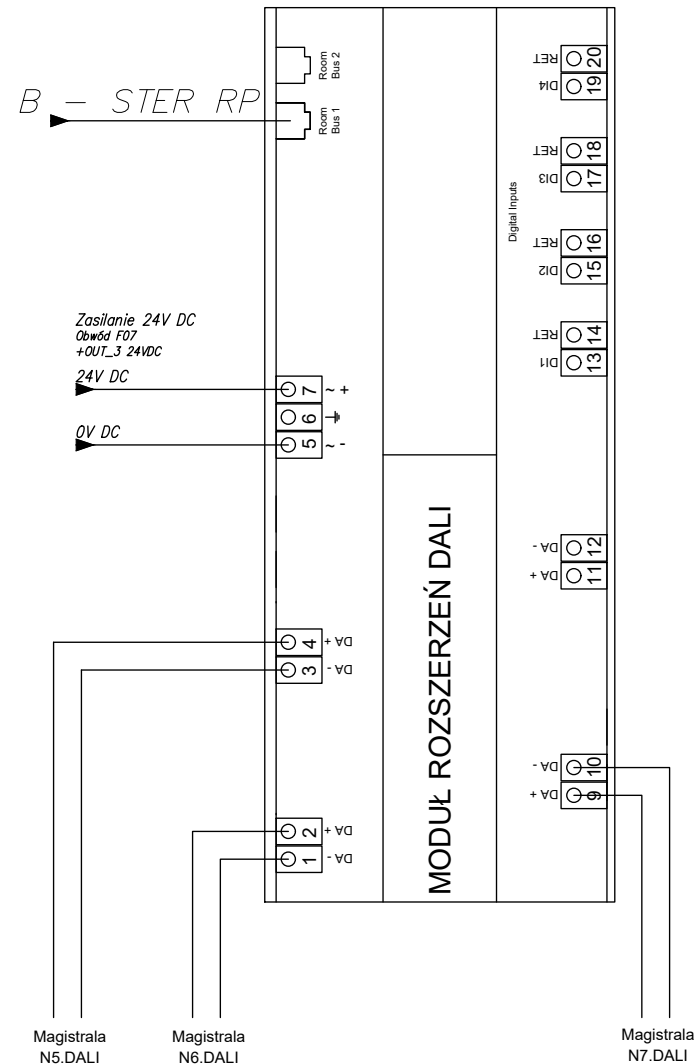 Room
Bus 2
B - STER RP
Room
Bus 1
Zasilanie 24V DC
Obwód F07
+OUT_3 24VDC
24V DC
7 ~ +
6
0V DC
5 ~ -
4 DA +
3 DA -
2 DA +
1 DA -
MODUŁ ROZSZERZEŃ DALI
Digital Inputs
RET 20
DI4 19
RET 18
DI3 17
RET 16
DI2 15
RET 14
DI1 13
DA - 12
DA + 11
DA - 10
DA + 9
Magistrala
N5.DALI
Magistrala
N6.DALI
Magistrala
N7.DALI